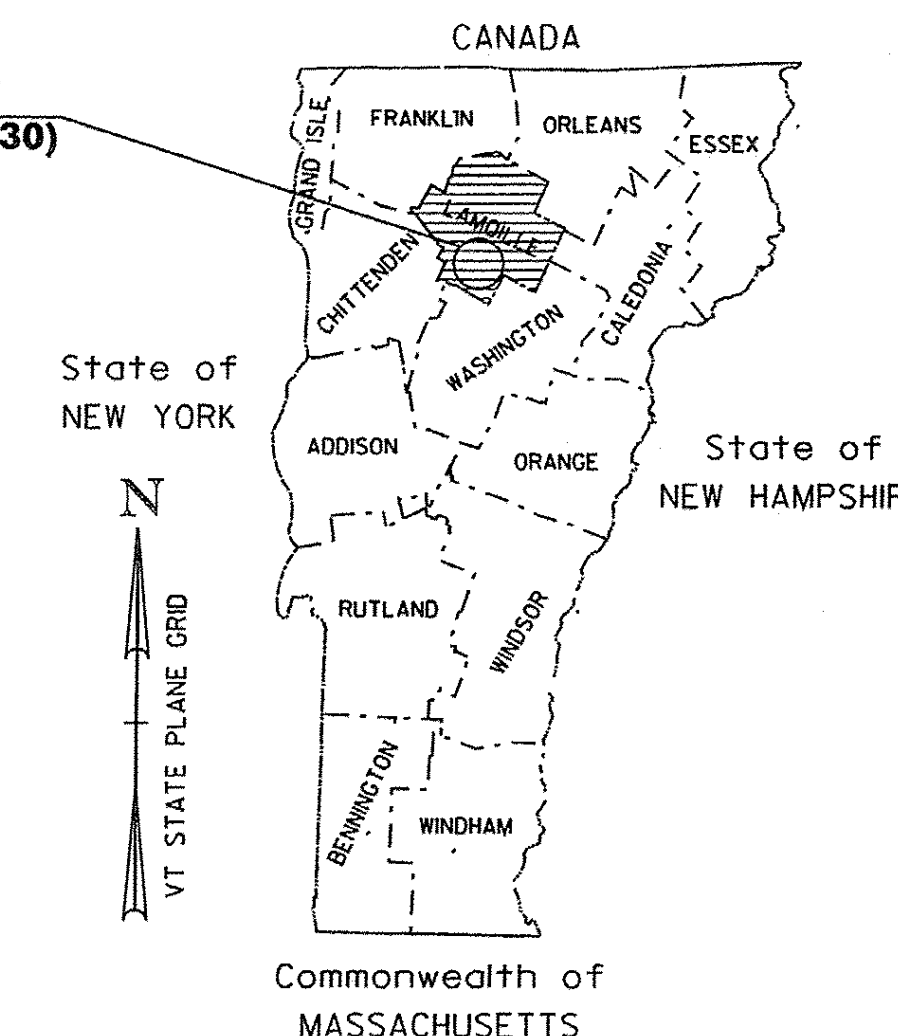 CANADA
30)
GRAND ISLE
FRANKLIN
ORLEANS
ESSEX
LAMOILLE
CHITTENDEN
CALEDONIA
WASHINGTON
State of
NEW YORK
ADDISON
ORANGE
State of
NEW HAMPSHIR
N
VT STATE PLANE GRID
RUTLAND
WINDSOR
BENNINGTON
WINDHAM
Commonwealth of
MASSACHUSETTS